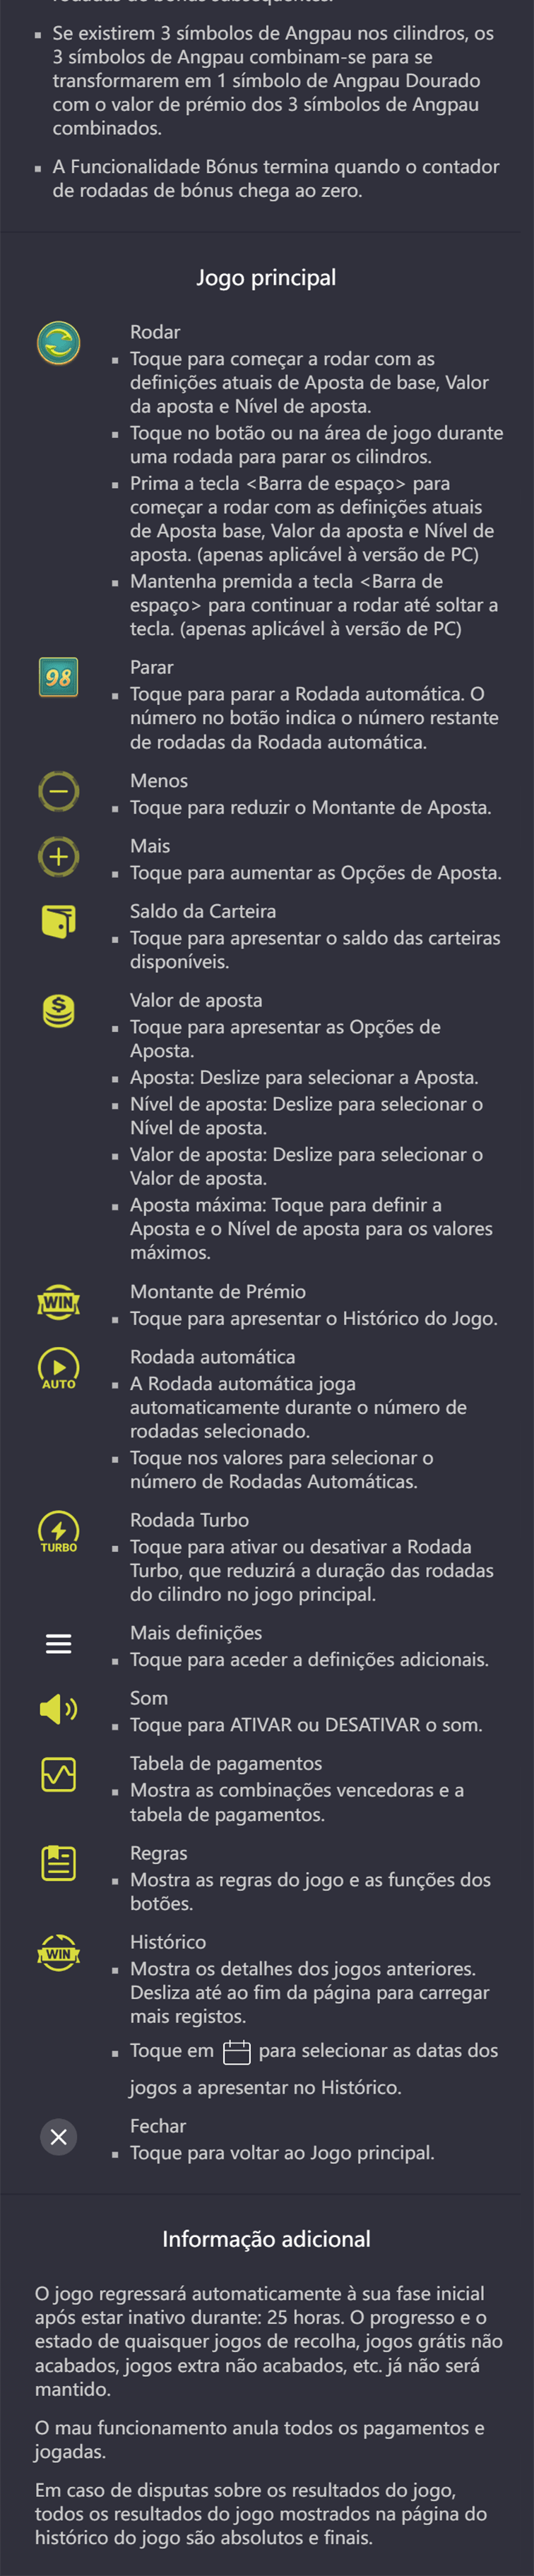 Se existirem 3 símbolos de Angpau nos cilindros, os
3 símbolos de Angpau combinam-se para se
transformarem em 1 símbolo de Angpau Dourado
com o valor de prémio dos 3 símbolos de Angpau
combinados.
A Funcionalidade Bónus termina quando o contador
de rodadas de bónus chega ao zero.
Jogo principal
Rodar
Toque para começar a rodar com as
definições atuais de Aposta de base, Valor
da aposta e Nível de aposta.
Toque no botão ou na área de jogo durante
uma rodada para parar os cilindros.
Prima a tecla <Barra de espaço> para
começar a rodar com as definições atuais
de Aposta base, Valor da aposta e Nível de
aposta. (apenas aplicável à versão de PC)
Mantenha premida a tecla <Barra de
espaço> para continuar a rodar até soltar a
tecla. (apenas aplicável à versão de PC)
98
Parar
Toque para parar a Rodada automática. O
número no botão indica o número restante
de rodadas da Rodada automática.
Menos
Toque para reduzir o Montante de Aposta.
Mais
Toque para aumentar as Opções de Aposta.
Saldo da Carteira
Toque para apresentar o saldo das carteiras
disponíveis.
Valor de aposta
Toque para apresentar as Opções de
Aposta.
Aposta: Deslize para selecionar a Aposta.
Nível de aposta: Deslize para selecionar o
Nível de aposta.
Valor de aposta: Deslize para selecionar o
Valor de aposta.
Aposta máxima: Toque para definir a
Aposta e o Nível de aposta para os valores
máximos.
WIN
Montante de Prémio
Toque para apresentar o Histórico do Jogo.
AUTO
Rodada automática
A Rodada automática joga
automaticamente durante o número de
rodadas selecionado.
Toque nos valores para selecionar o
número de Rodadas Automáticas.
TURBO
Rodada Turbo
Toque para ativar ou desativar a Rodada
Turbo, que reduzirá a duração das rodadas
do cilindro no jogo principal.
Mais definições
Toque para aceder a definições adicionais.
Som
Toque para ATIVAR ou DESATIVAR o som.
Tabela de pagamentos
Mostra as combinações vencedoras e a
tabela de pagamentos.
Regras
Mostra as regras do jogo e as funções dos
botões.
WIN
Histórico
Mostra os detalhes dos jogos anteriores.
Desliza até ao fim da página para carregar
mais registos.
Toque em para selecionar as datas dos
jogos a apresentar no Histórico.
Fechar
Toque para voltar ao Jogo principal.
Informação adicional
O jogo regressará automaticamente à sua fase inicial
após estar inativo durante: 25 horas. O progresso e o
estado de quaisquer jogos de recolha, jogos grátis não
acabados, jogos extra não acabados, etc. já não será
mantido.
O mau funcionamento anula todos os pagamentos e
jogadas.
Em caso de disputas sobre os resultados do jogo,
todos os resultados do jogo mostrados na página do
histórico do jogo são absolutos e finais.